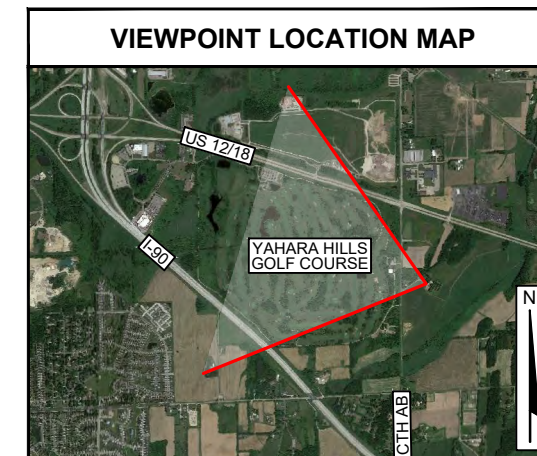 VIEWPOINT LOCATION MAP
US 12/18
I-90
YAHARA HILLS
GOLF COURSE
N
CTH AB